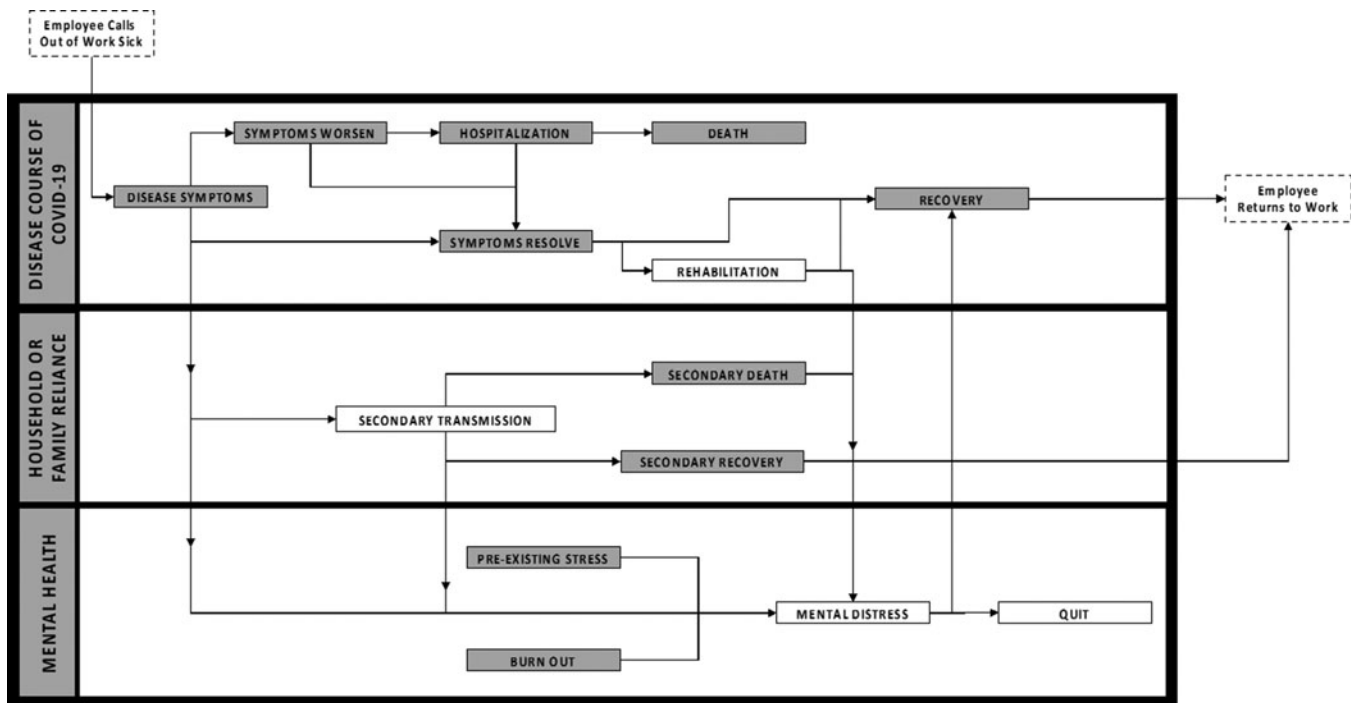 Employee Calls
Out of Work Sick
DISEASE COURSE OF
COVID-19
SYMPTOMS WORSEN
HOSPITALIZATION
DEATH
DISEASE SYMPTOMS
RECOVERY
Employee
Returns to Work
SYMPTOMS RESOLVE
REHABILITATION
HOUSEHOLD OR
FAMILY RELIANCE
SECONDARY DEATH
SECONDARY TRANSMISSION
SECONDARY RECOVERY
MENTAL HEALTH
PRE-EXISTING STRESS
MENTAL DISTRESS
QUIT
BURN OUT